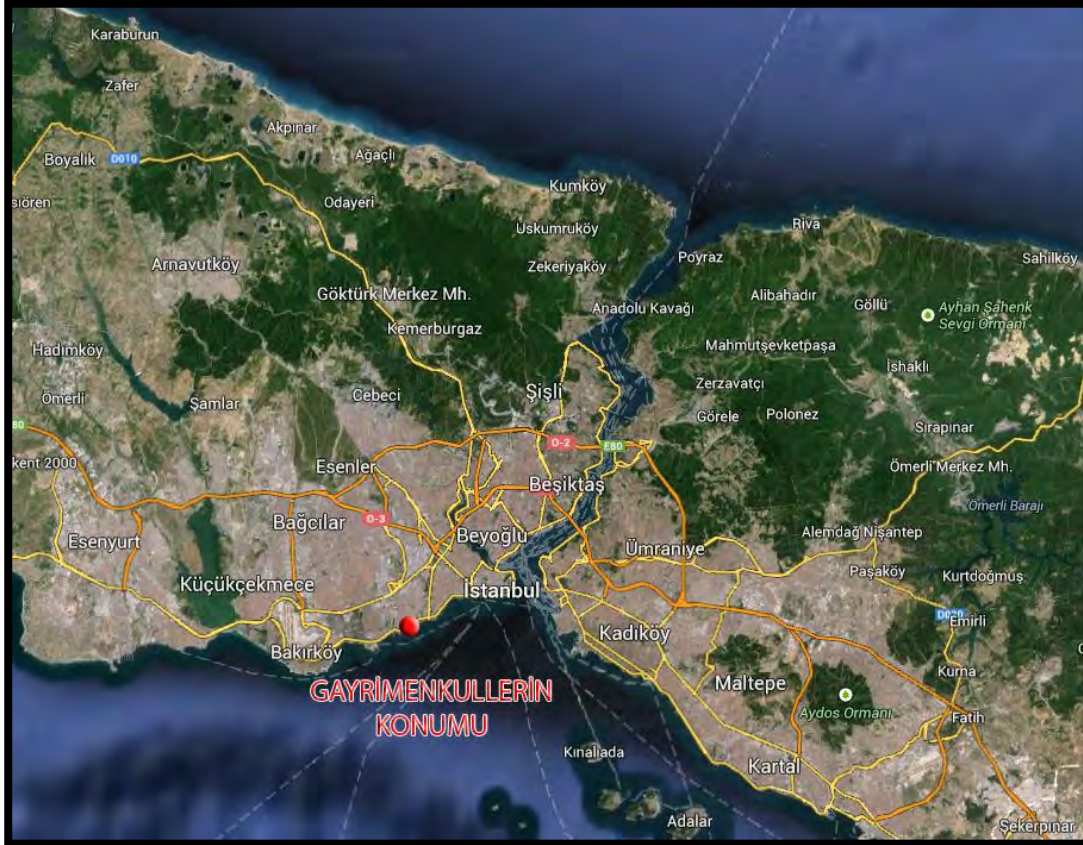 Karaburun
Zafer
Akpınar
Boyalık
D010
Ağaçlı
Kumköy
siören
Odayeri
Uskumruköy
Riva
Arnavutköy
Zekeriyaköy
Poyraz
Sahilköy
Göktürk Merkez Mh.
Anadolu Kavağı
Alibahadır
Göllü
Ayhan Şahenk
Sevgi Ormanı
Kemerburgaz
Hadımköy
Mahmutşevketpaşa
İshaklı
Ömerli
Şamlar
Cebeci
Şişli
Zerzavatçı
Görele
Polonez
Sırapınar
80
O-2
E80
kent 2000
Esenler
Beşiktaş
Ömerli Merkez Mh.
Ömerli Barajı
Esenyurt
Bağcılar
O-3
Beyoğlu
Ümraniye
Alemdağ Nişantep
Paşaköy
Küçükçekmece
İstanbul
Kurtdoğmuş
D020
Emirli
Bakırköy
Kadıköy
Kurna
GAYRİMENKULLERİN
KONUMU
Maltepe
Aydos Ormanı
Fatih
Kınalıada
Kartal
Adalar
Şekerpınar